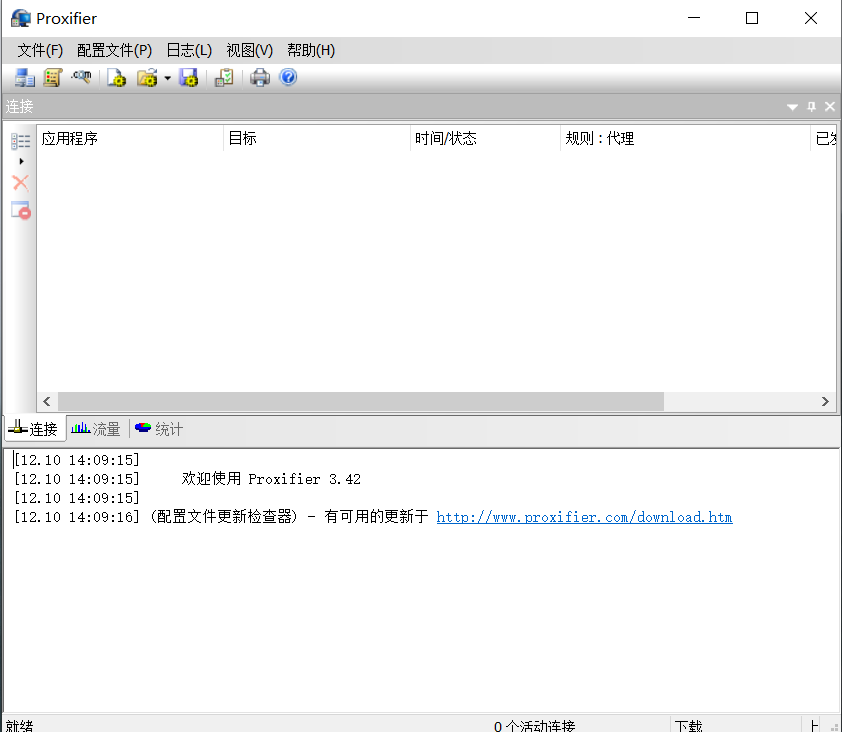 Proxifier
文件(F) 配置文件(P) 日志(L) 视图(V) 帮助(H)
连接
应用程序 目标 时间/状态 规则：代理
连接 流量 统计
[12.10 14:09:15]
[12.10 14:09:15] 欢迎使用 Proxifier 3.42
[12.10 14:09:15]
[12.10 14:09:16] (配置文件更新检查器) - 有可用的更新于 http://www.proxifier.com/download.htm
就绪 0 个活动连接 下载